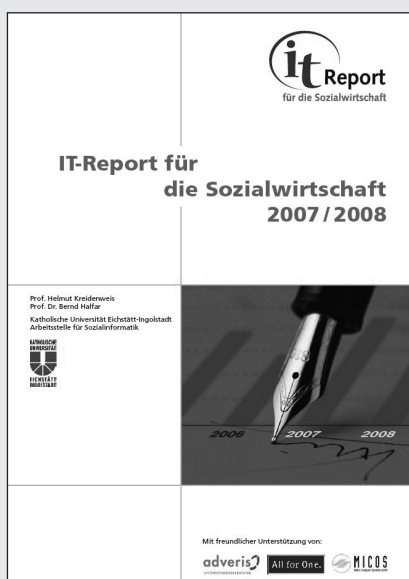 it Report
für die Sozialwirtschaft
IT-Report für
die Sozialwirtschaft
2007/2008
Prof. Helmut Kreidenweis
Prof. Dr. Bernd Halfar
Katholische Universität Eichstätt-Ingolstadt
Arbeitsstelle für Sozialinformatik
KATHOLISCHE
UNIVERSITÄT
EICHSTÄTT
INGOLSTADT
2006 2007 2008
Mit freundlicher Unterstützung von:
adveris
UNTERNEHMENSBERATUNG
All for One.
MICOS